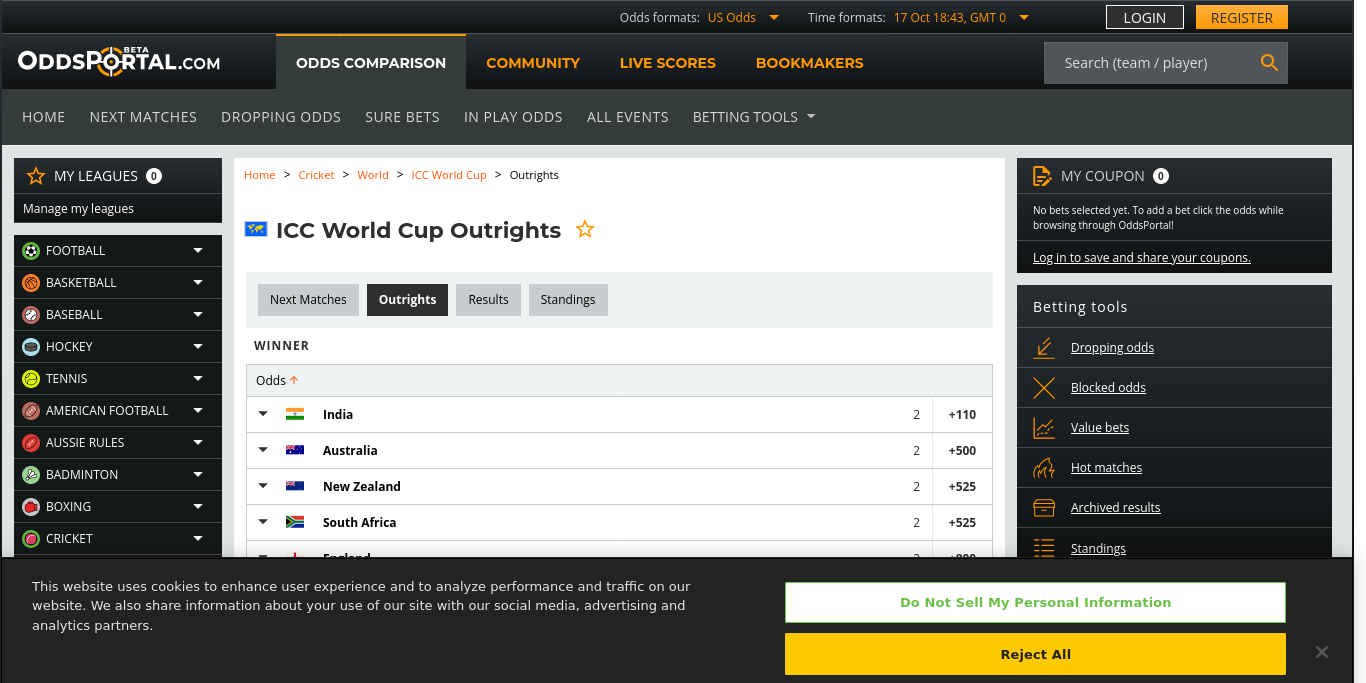 Odds formats: US Odds Time formats: 17 Oct 18:43, GMT 0 LOGIN REGISTER
ODDSPORTAL.COM BETA ODDS COMPARISON COMMUNITY LIVE SCORES BOOKMAKERS Search (team / player)
HOME NEXT MATCHES DROPPING ODDS SURE BETS IN PLAY ODDS ALL EVENTS BETTING TOOLS
MY LEAGUES 0
Manage my leagues
FOOTBALL
BASKETBALL
BASEBALL
HOCKEY
TENNIS
AMERICAN FOOTBALL
AUSSIE RULES
BADMINTON
BOXING
CRICKET
Home > Cricket > World > ICC World Cup > Outrights
ICC World Cup Outrights
Next Matches Outrights Results Standings
WINNER
Odds
India 2 +110
Australia 2 +500
New Zealand 2 +525
South Africa 2 +525
England 2 +800
MY COUPON 0
No bets selected yet. To add a bet click the odds while
browsing through OddsPortal!
Log in to save and share your coupons.
Betting tools
Dropping odds
Blocked odds
Value bets
Hot matches
Archived results
Standings
This website uses cookies to enhance user experience and to analyze performance and traffic on our
website. We also share information about your use of our site with our social media, advertising and
analytics partners.
Do Not Sell My Personal Information
Reject All